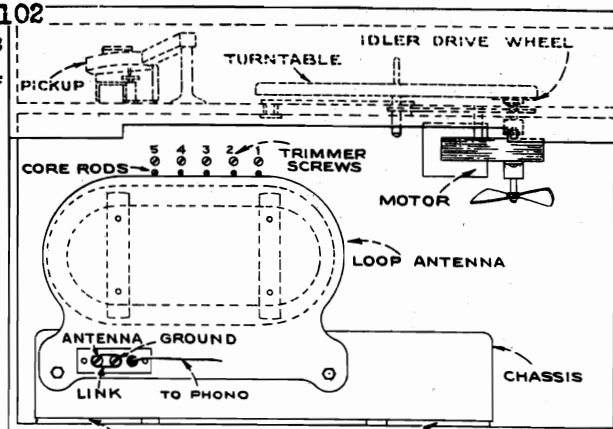 102
IDLER DRIVE WHEEL
TURNTABLE
PICKUP
5 4 3 2 1
CORE RODS
TRIMMER
SCREWS
MOTOR
LOOP ANTENNA
ANTENNA GROUND
LINK
TO PHONO
CHASSIS